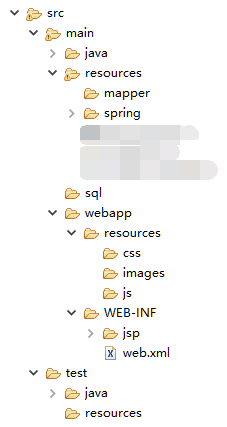 src
main
java
resources
mapper
spring
sql
webapp
resources
css
images
js
WEB-INF
jsp
web.xml
test
java
resources